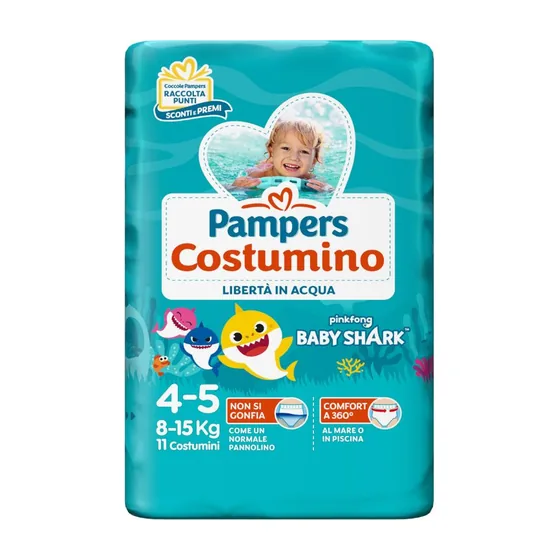 Coccole Pampers
RACCOLTA
PUNTI
SCONTI E PREMI
Pampers
Costumino
LIBERTÀ IN ACQUA
pinkfong
BABY SHARK™
4-5
8-15 Kg
11 Costumini
NON SI
GONFIA
COME UN
NORMALE
PANNOLINO
COMFORT
A 360°
AL MARE O
IN PISCINA